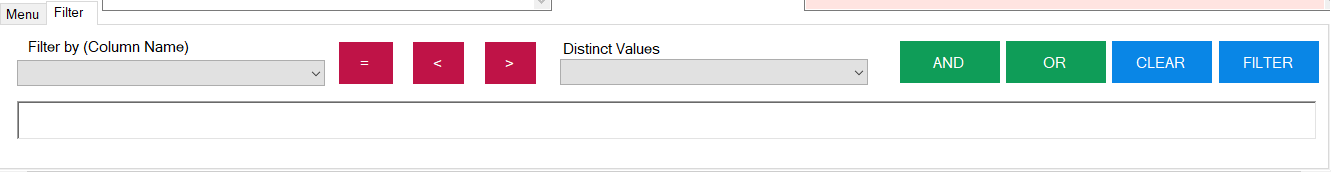 Menu Filter
Filter by (Column Name) Distinct Values
= < > AND OR CLEAR FILTER